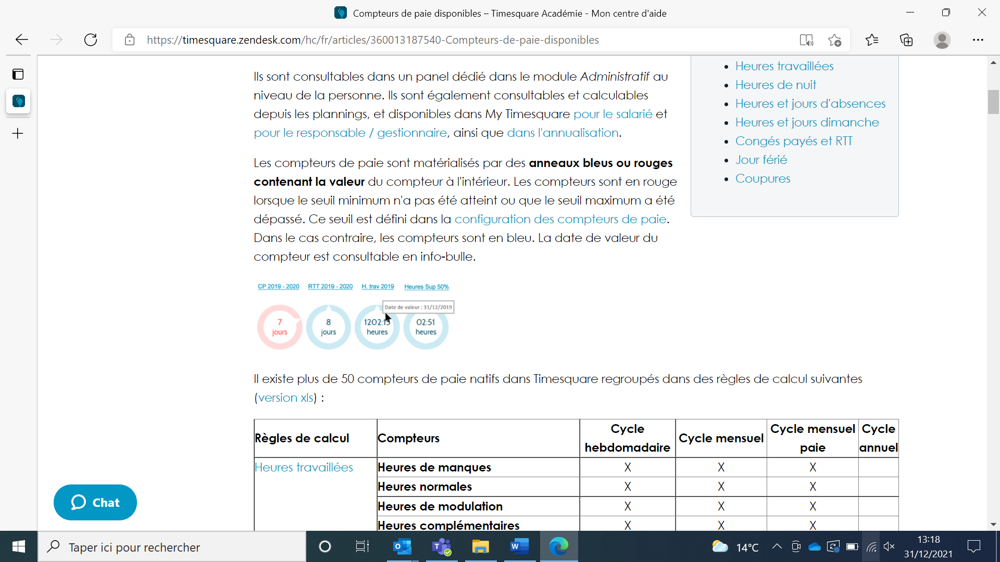 Compteurs de paie disponibles – Timesquare Académie - Mon centre d'aide
https://timesquare.zendesk.com/hc/fr/articles/360013187540-Compteurs-de-paie-disponibles
Ils sont consultables dans un panel dédié dans le module Administratif au
niveau de la personne. Ils sont également consultables et calculables
depuis les plannings, et disponibles dans My Timesquare pour le salarié et
pour le responsable / gestionnaire, ainsi que dans l'annualisation.
Les compteurs de paie sont matérialisés par des anneaux bleus ou rouges
contenant la valeur du compteur à l'intérieur. Les compteurs sont en rouge
lorsque le seuil minimum n'a pas été atteint ou que le seuil maximum a été
dépassé. Ce seuil est défini dans la configuration des compteurs de paie.
Dans le cas contraire, les compteurs sont en bleu. La date de valeur du
compteur est consultable en info-bulle.
Heures travaillées
Heures de nuit
Heures et jours d'absences
Heures et jours dimanche
Congés payés et RTT
Jour férié
Coupures
CP 2019 - 2020 RTT 2019 - 2020 H. trav 2019 Heures Sup 50%
Date de valeur : 31/12/2019
7 8 1202:15 02:51
jours jours heures heures
Il existe plus de 50 compteurs de paie natifs dans Timesquare regroupés dans des règles de calcul suivantes
(version xls) :
Règles de calcul Compteurs Cycle hebdomadaire Cycle mensuel Cycle mensuel paie Cycle annuel
Heures travaillées Heures de manques X X X
Heures normales X X X
Heures de modulation X X X
Heures complémentaires X X X
Chat
Taper ici pour rechercher
14°C
13:18
31/12/2021